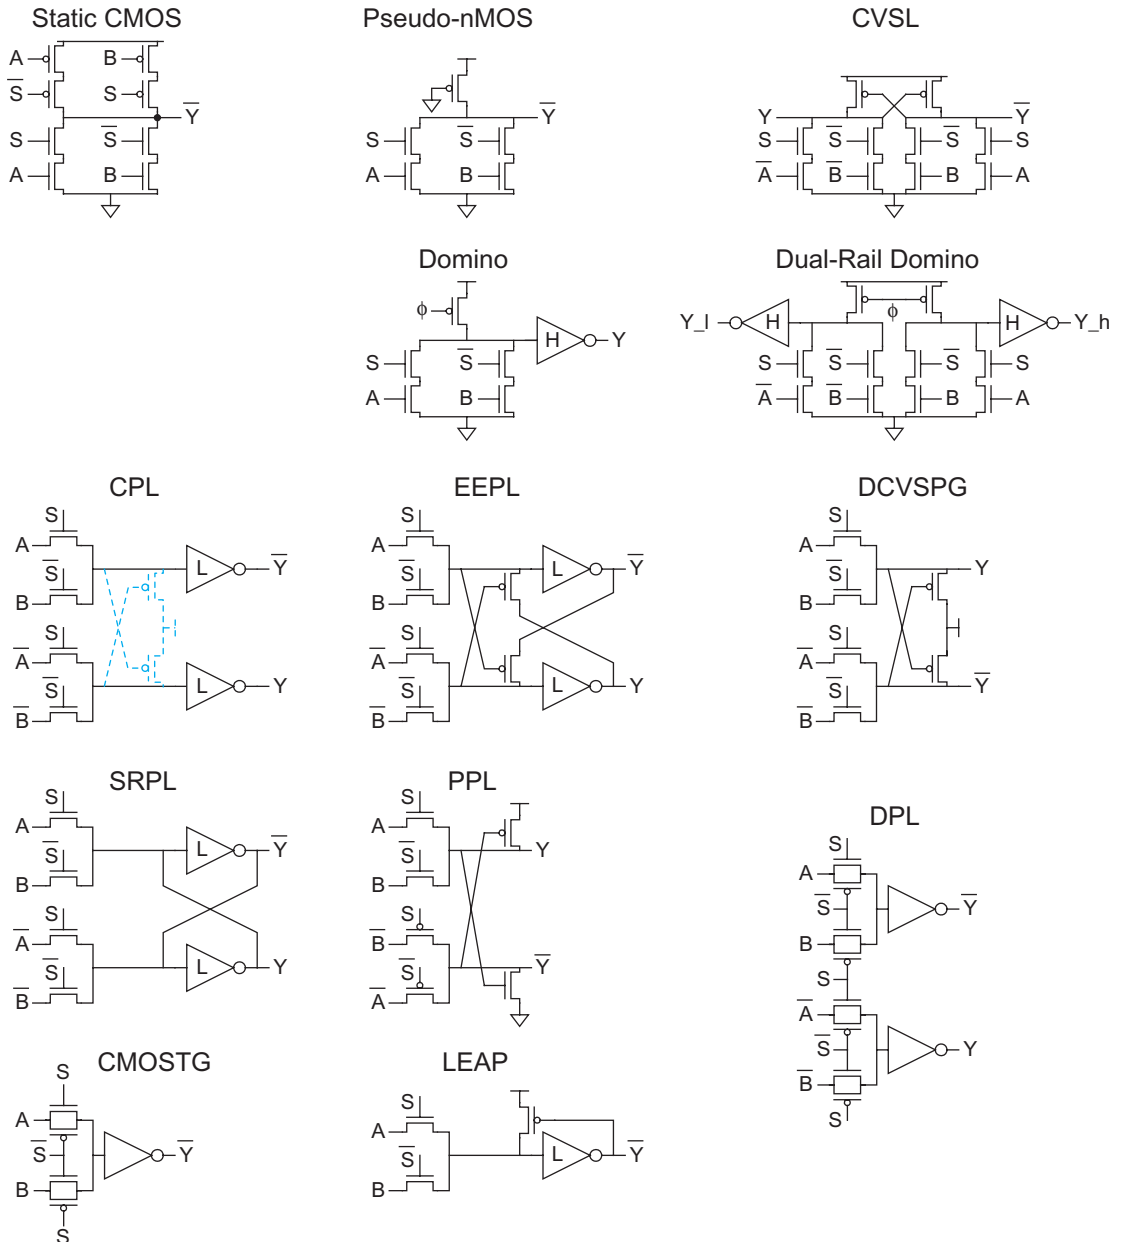 Static CMOS
A
B
S̅
S
Y̅
S
S̅
A
B
Pseudo-nMOS
Y̅
S
S̅
A
B
CVSL
Y
Y̅
S
S̅
S̅
S
A̅
B̅
B
A
Domino
ϕ
H
Y
S
S̅
A
B
Dual-Rail Domino
Y_l
H
ϕ
H
Y_h
S
S̅
S̅
S
A̅
B̅
B
A
CPL
S
A
S̅
L
Y̅
B
S
A̅
S̅
L
Y
B̅
EEPL
S
A
S̅
L
Y̅
B
S
A̅
S̅
L
Y
B̅
DCVSPG
S
A
S̅
Y
B
S
A̅
S̅
Y̅
B̅
SRPL
S
A
S̅
L
Y̅
B
S
A̅
S̅
L
Y
B̅
PPL
S
A
S̅
Y
B
S
B̅
S̅
Y̅
A̅
DPL
S
A
S̅
Y̅
B
S
A̅
S̅
Y
B̅
S
CMOSTG
S
A
S̅
Y̅
B
S
LEAP
S
A
S̅
L
Y̅
B